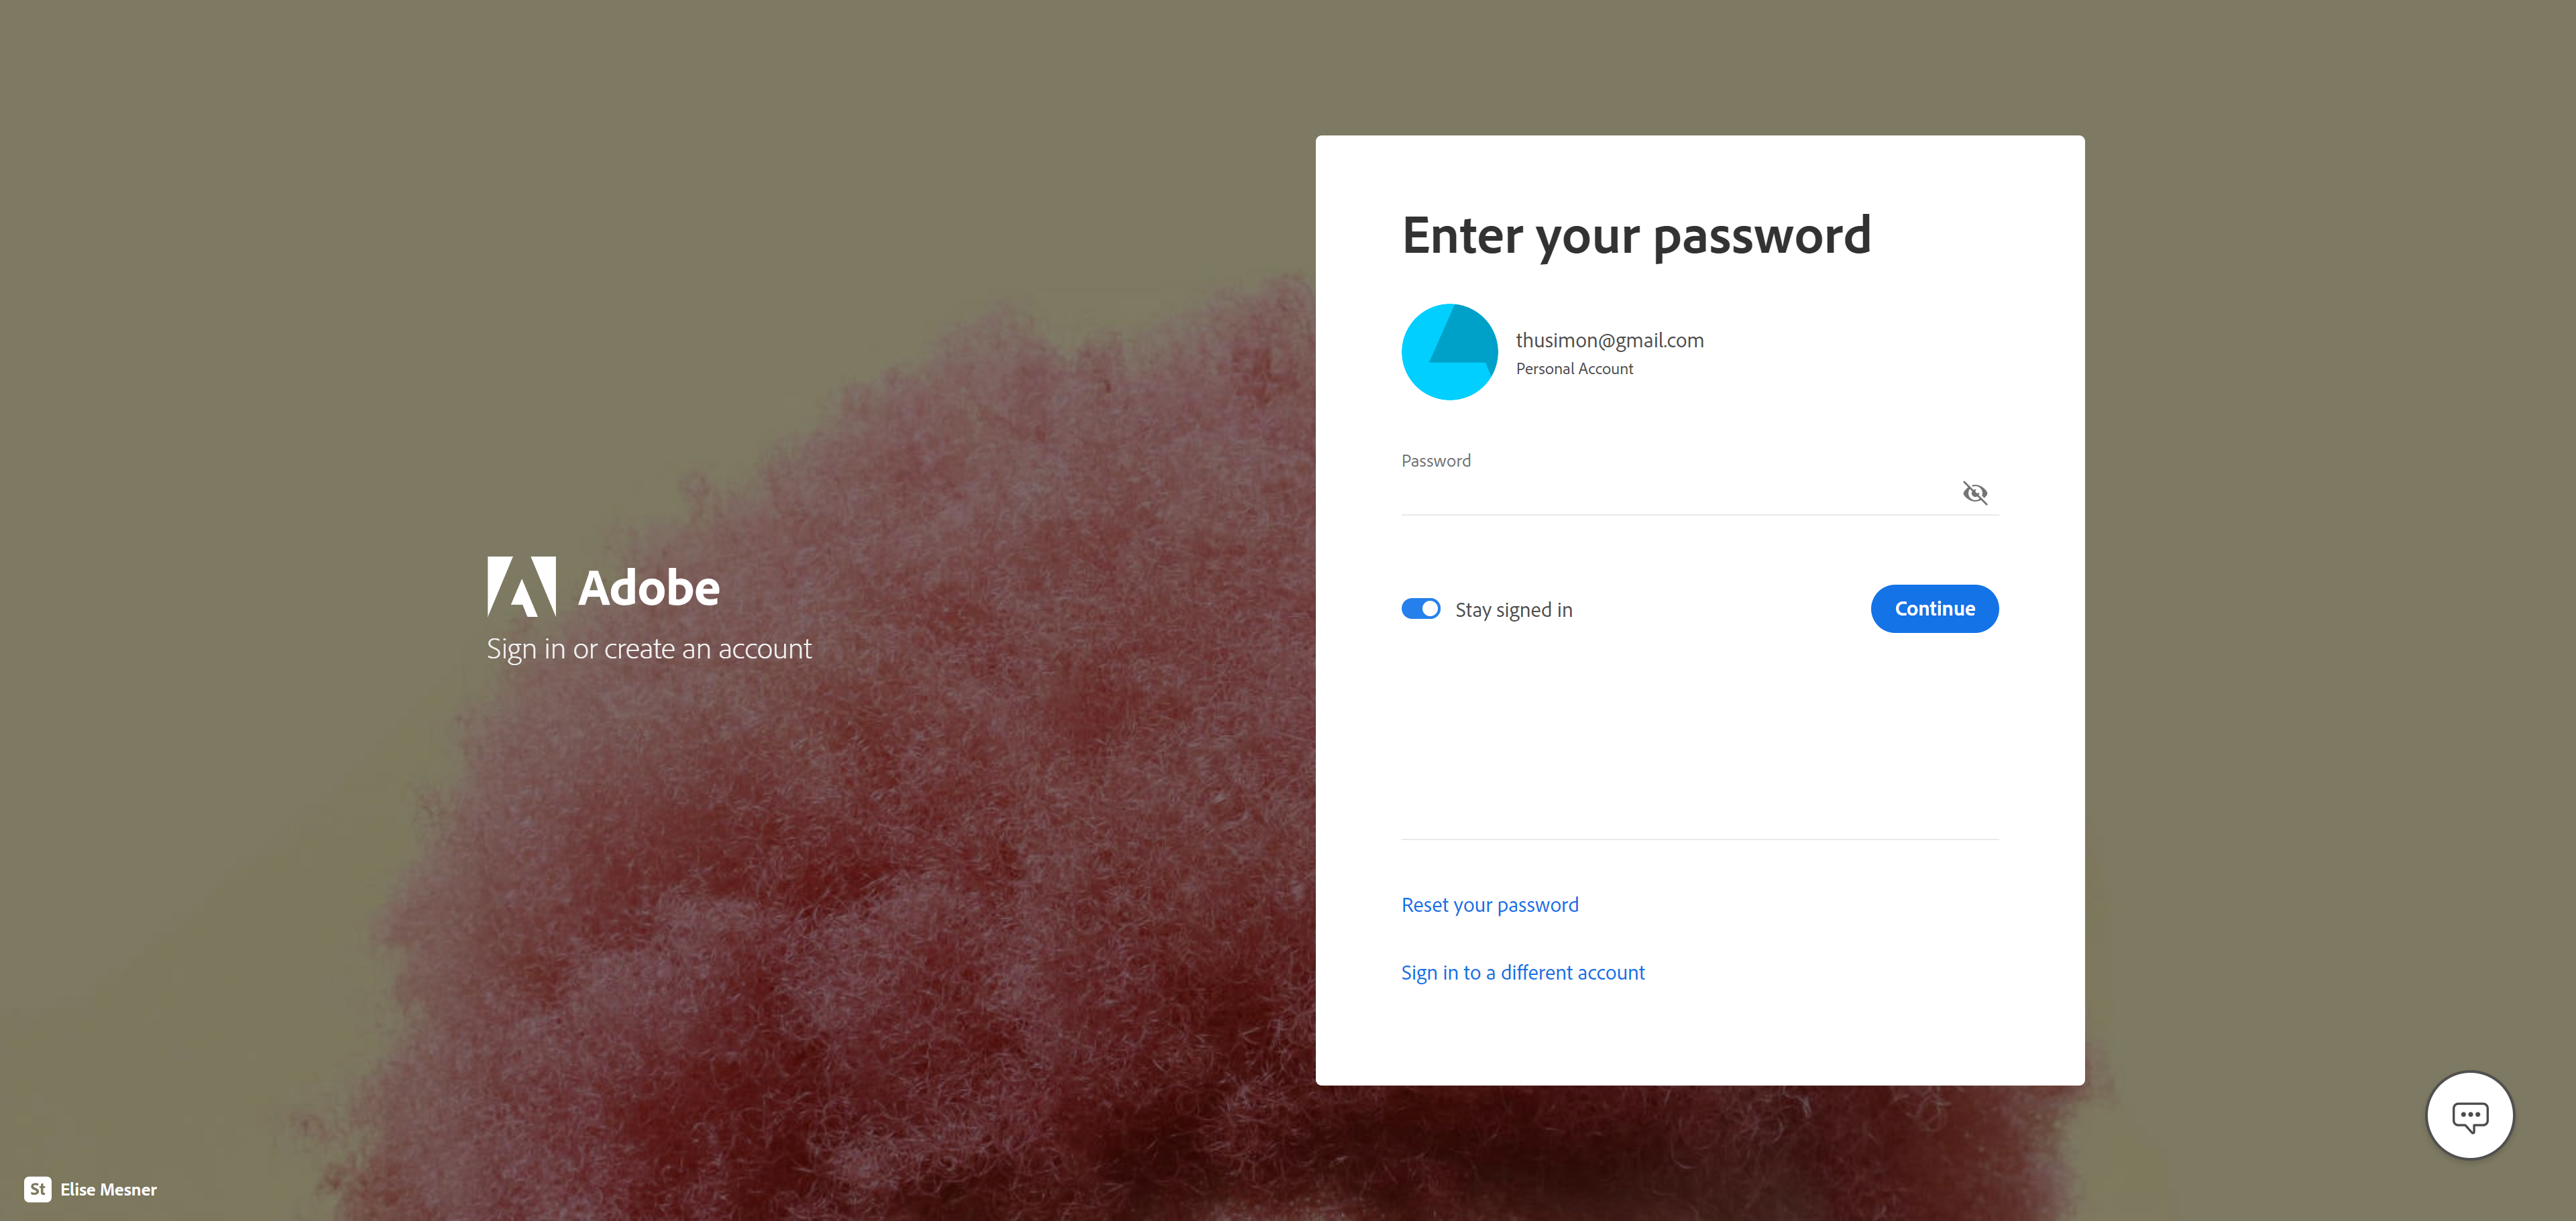 Adobe
Sign in or create an account
Enter your password
thusimon@gmail.com
Personal Account
Password
Stay signed in
Continue
Reset your password
Sign in to a different account
St Elise Mesner